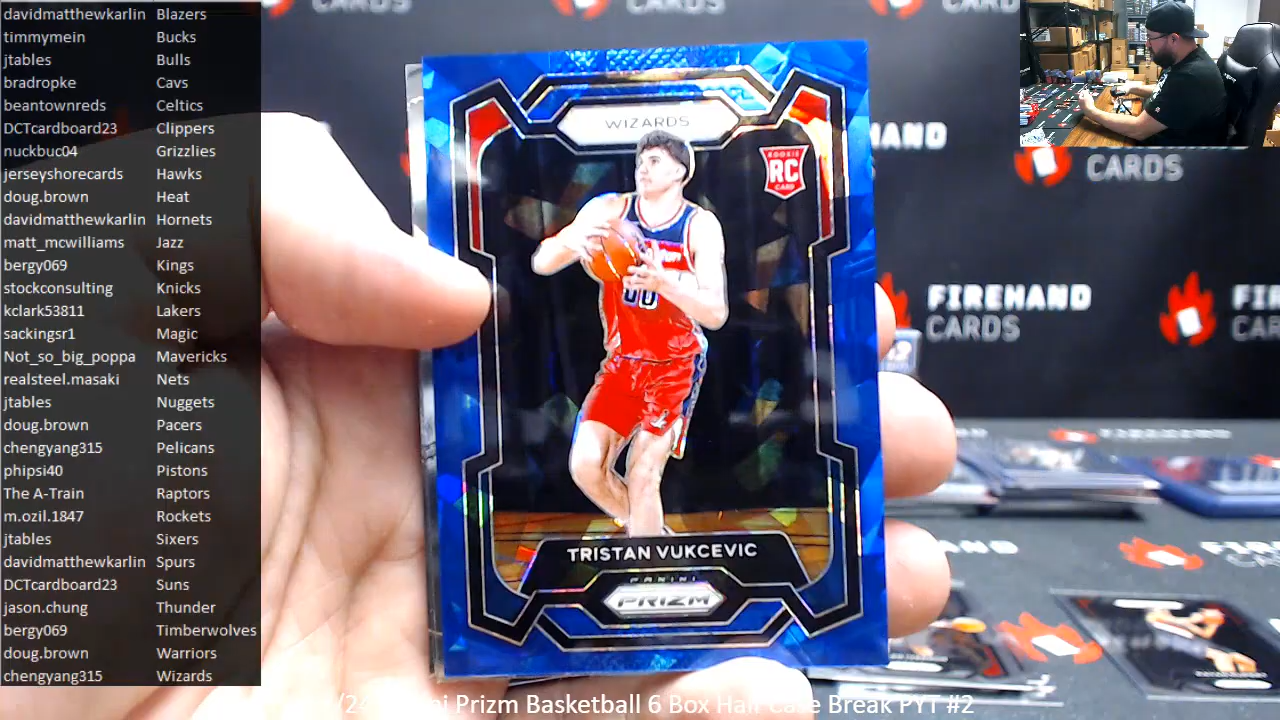 davidmatthewkarlin Blazers
timmymein Bucks
jtables Bulls
bradropke Cavs
beantownreds Celtics
DCTcardboard23 Clippers
nuckbuc04 Grizzlies
jerseyshorecards Hawks
doug.brown Heat
davidmatthewkarlin Hornets
matt_mcwilliams Jazz
bergy069 Kings
stockconsulting Knicks
kclark53811 Lakers
sackingsr1 Magic
Not_so_big_poppa Mavericks
realsteel.masaki Nets
jtables Nuggets
doug.brown Pacers
chengyang315 Pelicans
phipsi40 Pistons
The A-Train Raptors
m.ozil.1847 Rockets
jtables Sixers
davidmatthewkarlin Spurs
DCTcardboard23 Suns
jason.chung Thunder
bergy069 Timberwolves
doug.brown Warriors
chengyang315 Wizards
CARDS
CARDS
WIZARDS
ROOKIE
RC
CARD
00
TRISTAN VUKCEVIC
PANINI
PRIZM
CARDS
FIREHAND
CARDS
Prizm Basketball 6 Box Half Case Break PYT #2